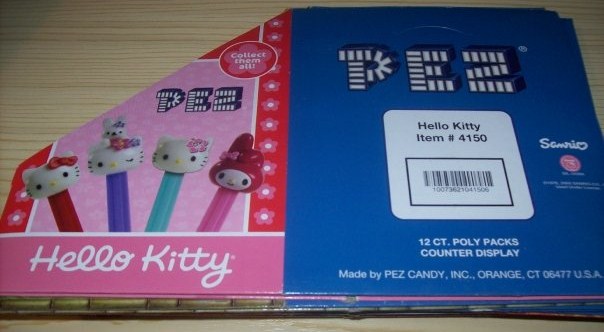 Collect
them
all!
PEZ
Hello Kitty
PEZ®
Hello Kitty
Item # 4150
10073621041506
Sanrio
12 CT. POLY PACKS
COUNTER DISPLAY
Made by PEZ CANDY, INC., ORANGE, CT 06477 U.S.A.